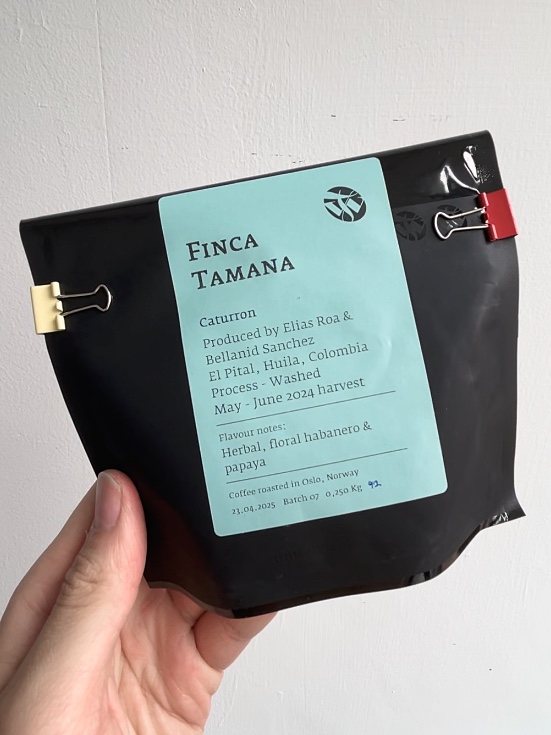 FINCA
TAMANA
Caturron
Produced by Elias Roa &
Bellanid Sanchez
El Pital, Huila, Colombia
Process - Washed
May - June 2024 harvest
Flavour notes:
Herbal, floral habanero &
papaya
Coffee roasted in Oslo, Norway
23.04.2025 Batch 07 0,250 Kg 92